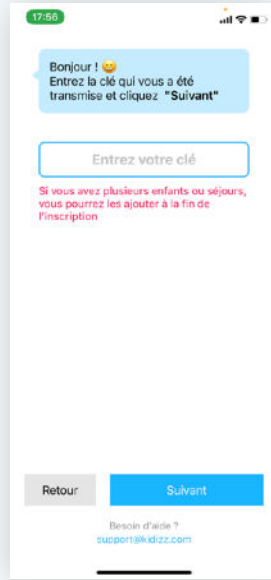 17:56
Bonjour ! 😀
Entrez la clé qui vous a été
transmise et cliquez "Suivant"
Entrez votre clé
Si vous avez plusieurs enfants ou séjours,
vous pourrez les ajouter à la fin de
l'inscription
Retour
Suivant
Besoin d'aide ?
support@kidizz.com